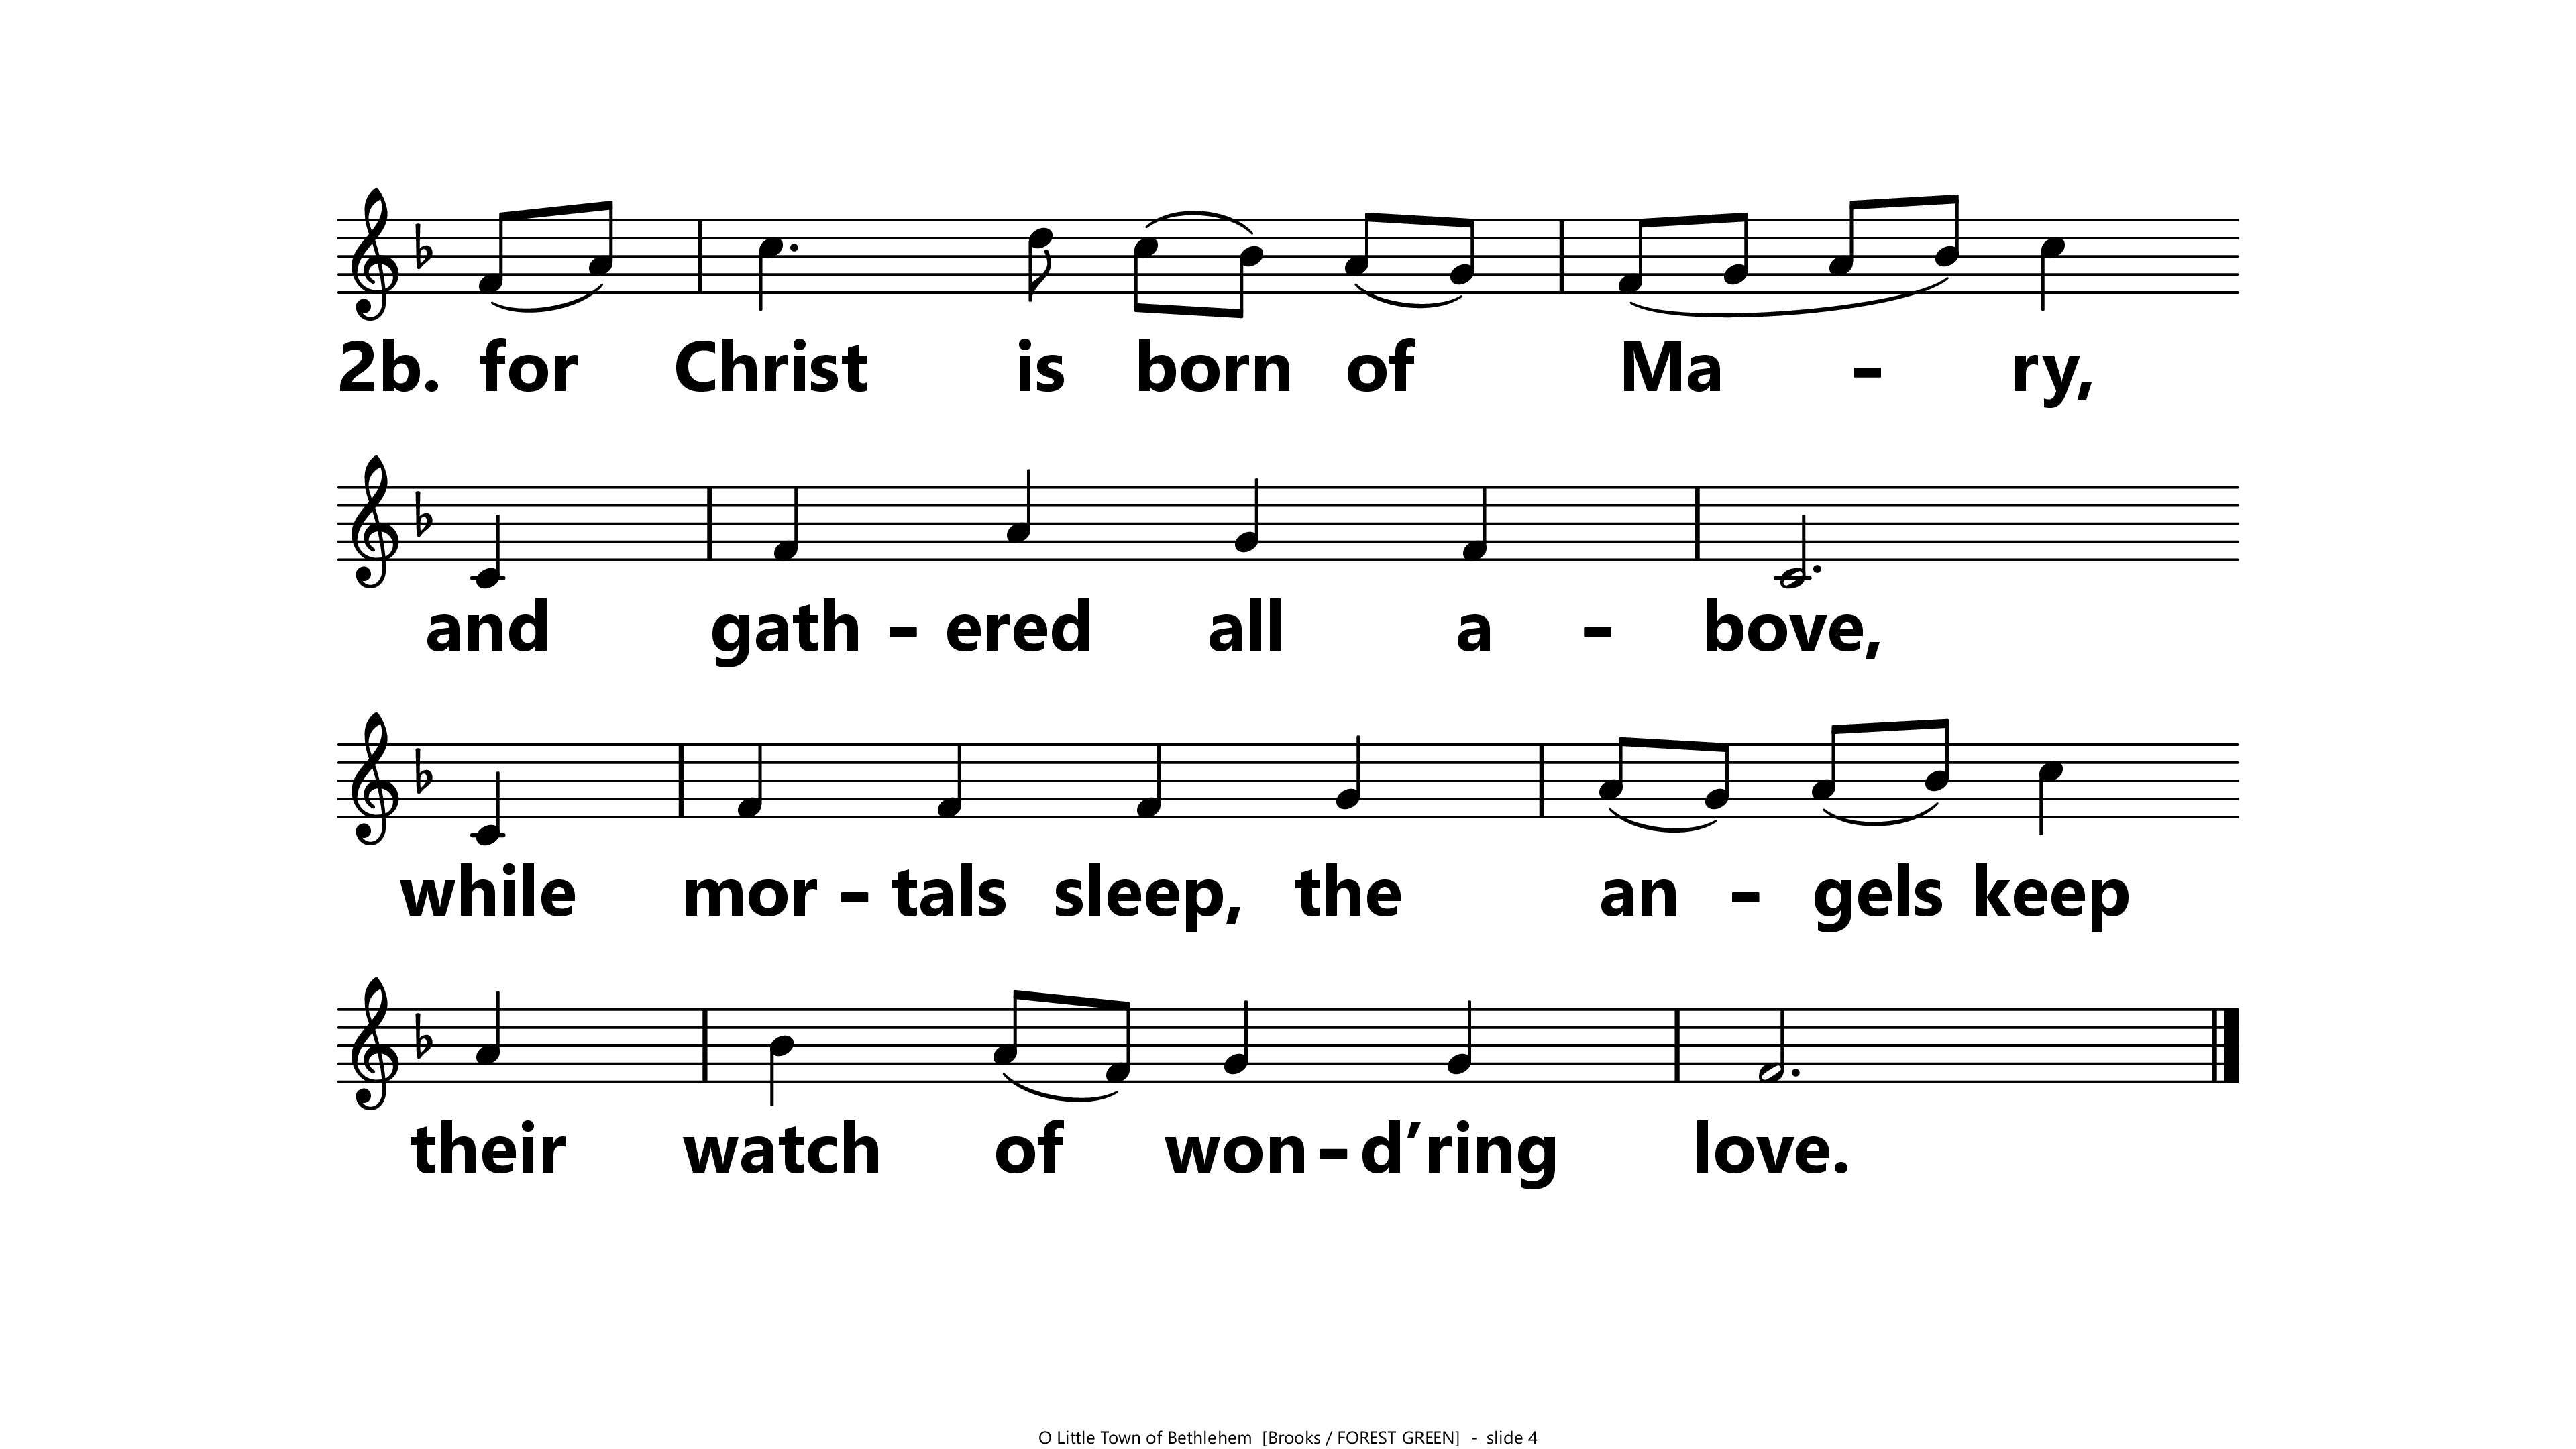 2b. for Christ is born of Ma - ry,
and gath - ered all a - bove,
while mor - tals sleep, the an - gels keep
their watch of won - d’ring love.
O Little Town of Bethlehem [Brooks / FOREST GREEN] - slide 4